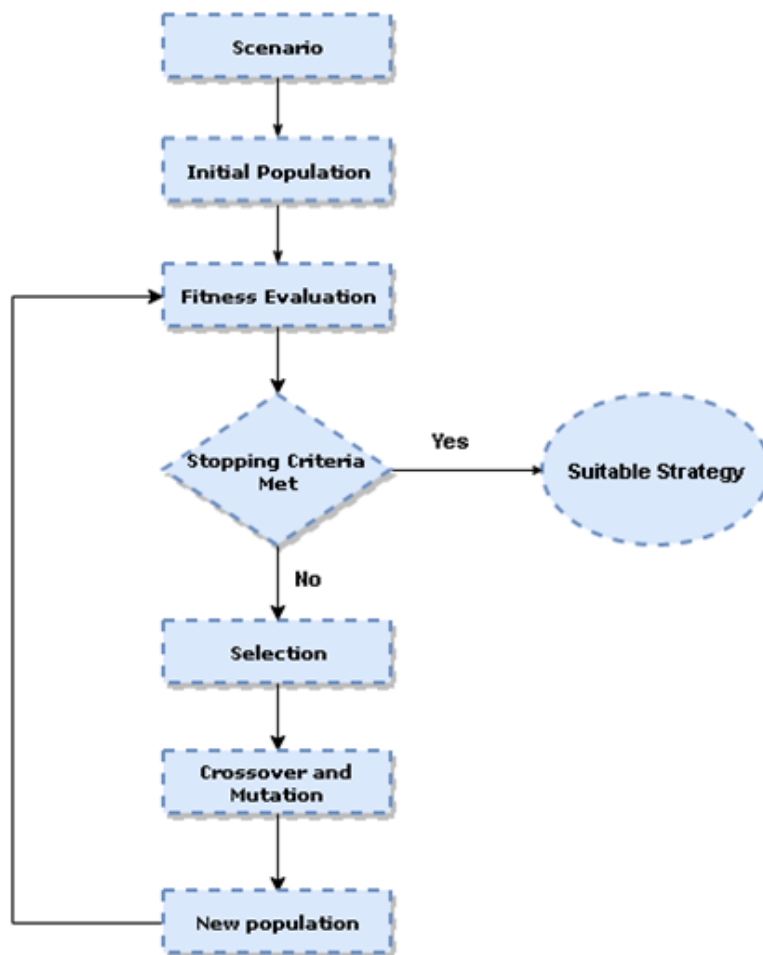 Scenario
Initial Population
Fitness Evaluation
Stopping Criteria
Met
Yes
Suitable Strategy
No
Selection
Crossover and
Mutation
New population